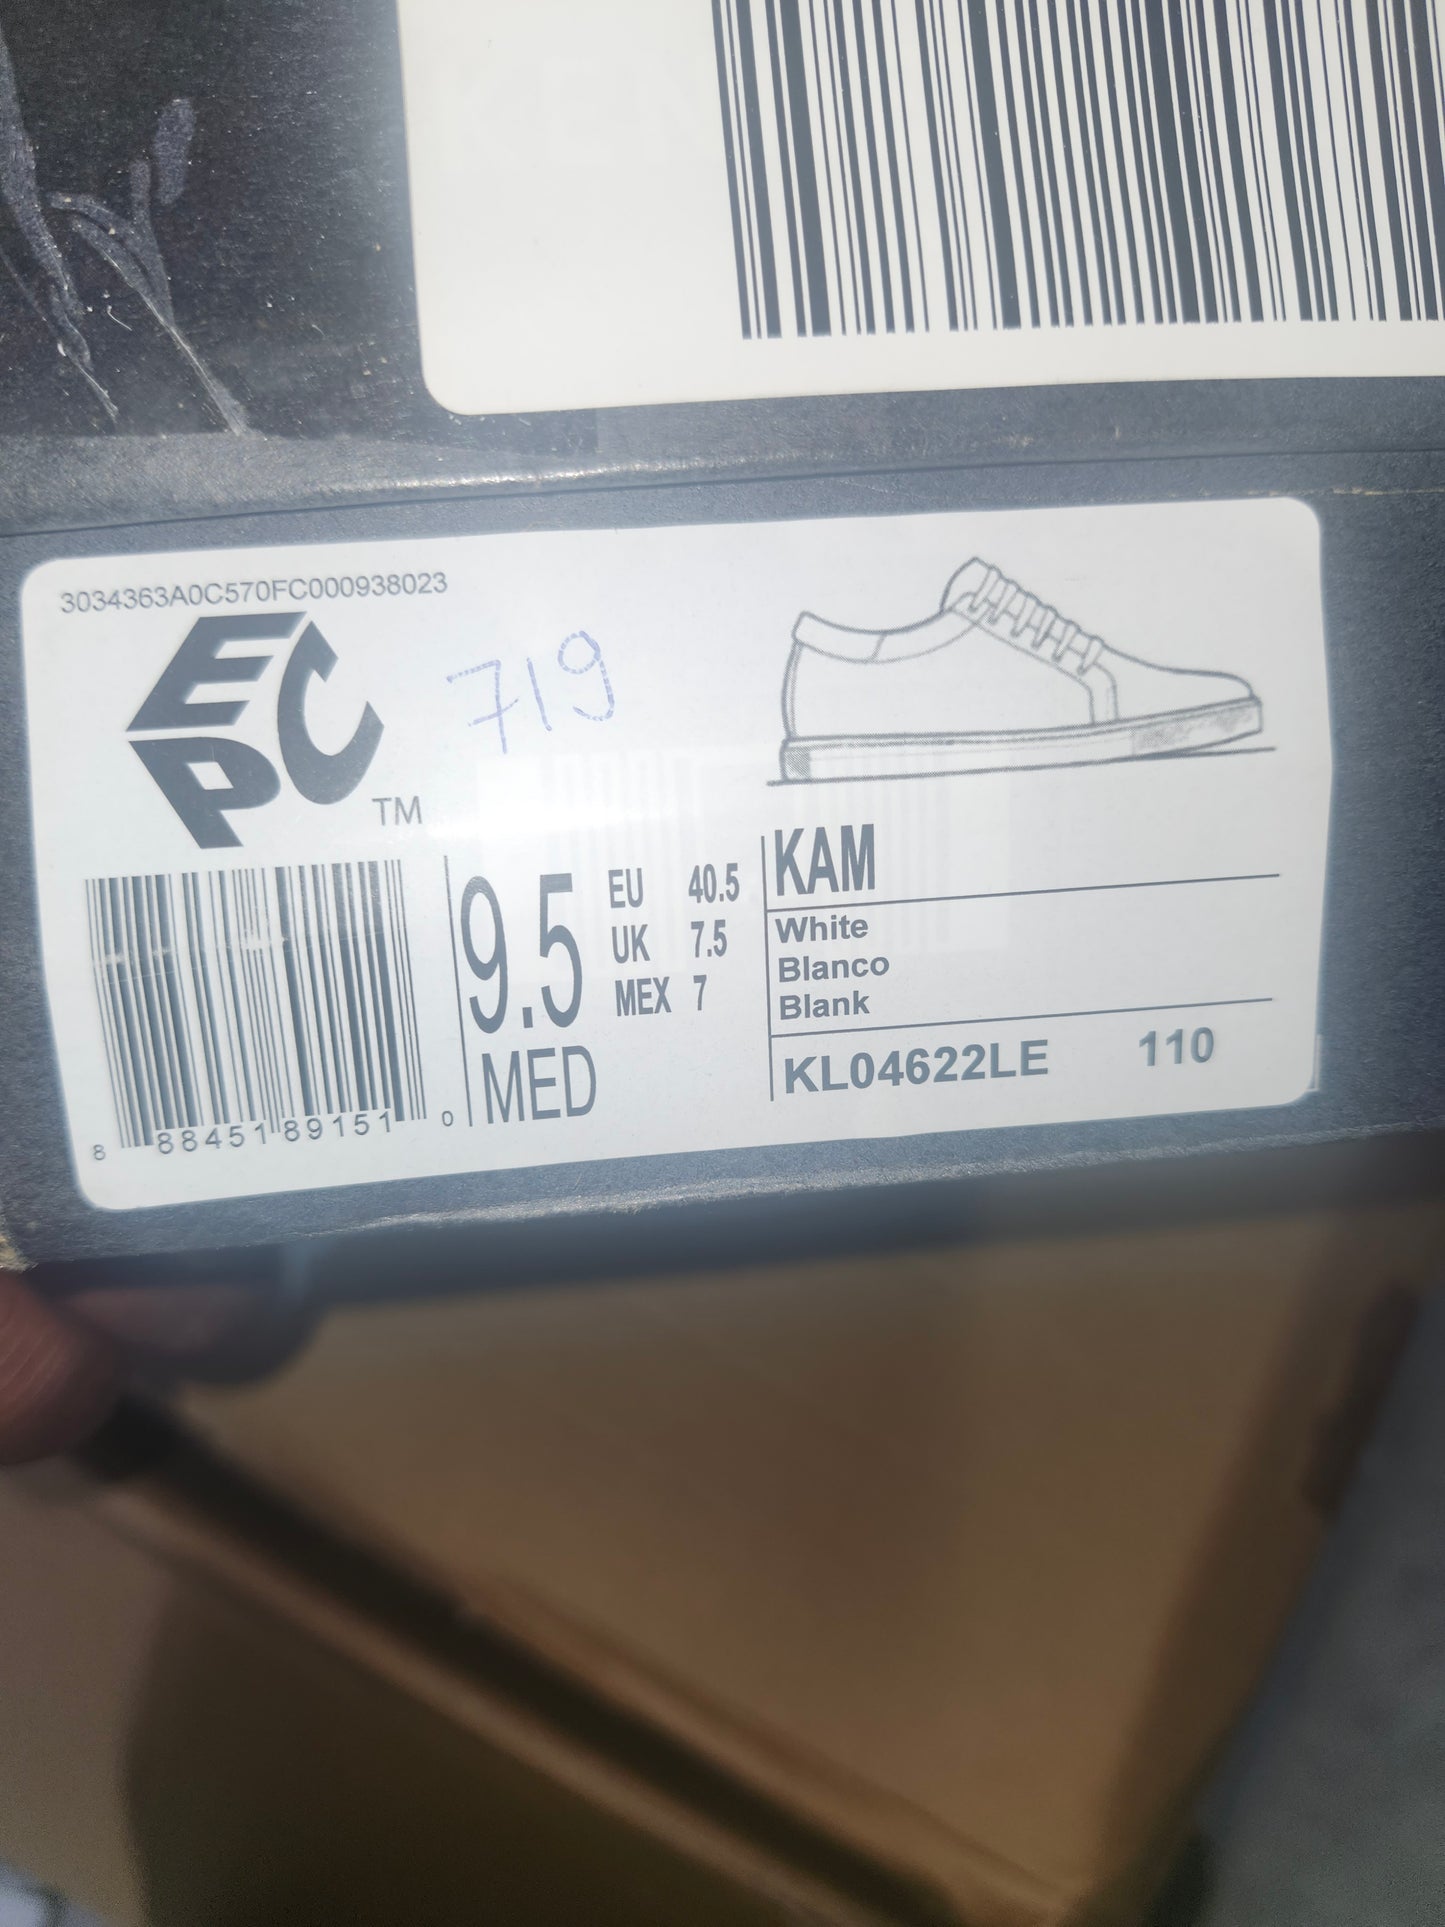 3034363A0C570FC000938023
EPC
TM
719
9.5
MED
EU 40.5
UK 7.5
MEX 7
KAM
White
Blanco
Blank
KL04622LE 110
8 88451 89151 0